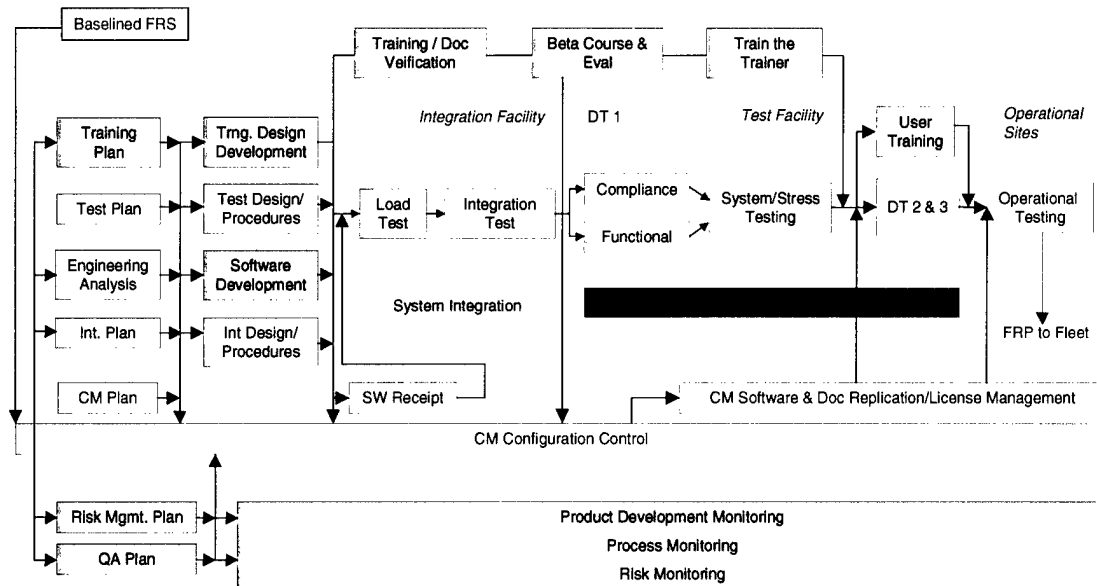 Baselined FRS
Training / Doc
Veification
Beta Course &
Eval
Train the
Trainer
Integration Facility
DT 1
Test Facility
Operational
Sites
Training
Plan
Trng. Design
Development
User
Training
Test Plan
Test Design/
Procedures
Load
Test
Integration
Test
Compliance
Functional
System/Stress
Testing
DT 2 & 3
Operational
Testing
Engineering
Analysis
Software
Development
System Integration
Int. Plan
Int Design/
Procedures
FRP to Fleet
CM Plan
SW Receipt
CM Software & Doc Replication/License Management
CM Configuration Control
Risk Mgmt. Plan
Product Development Monitoring
Process Monitoring
QA Plan
Risk Monitoring